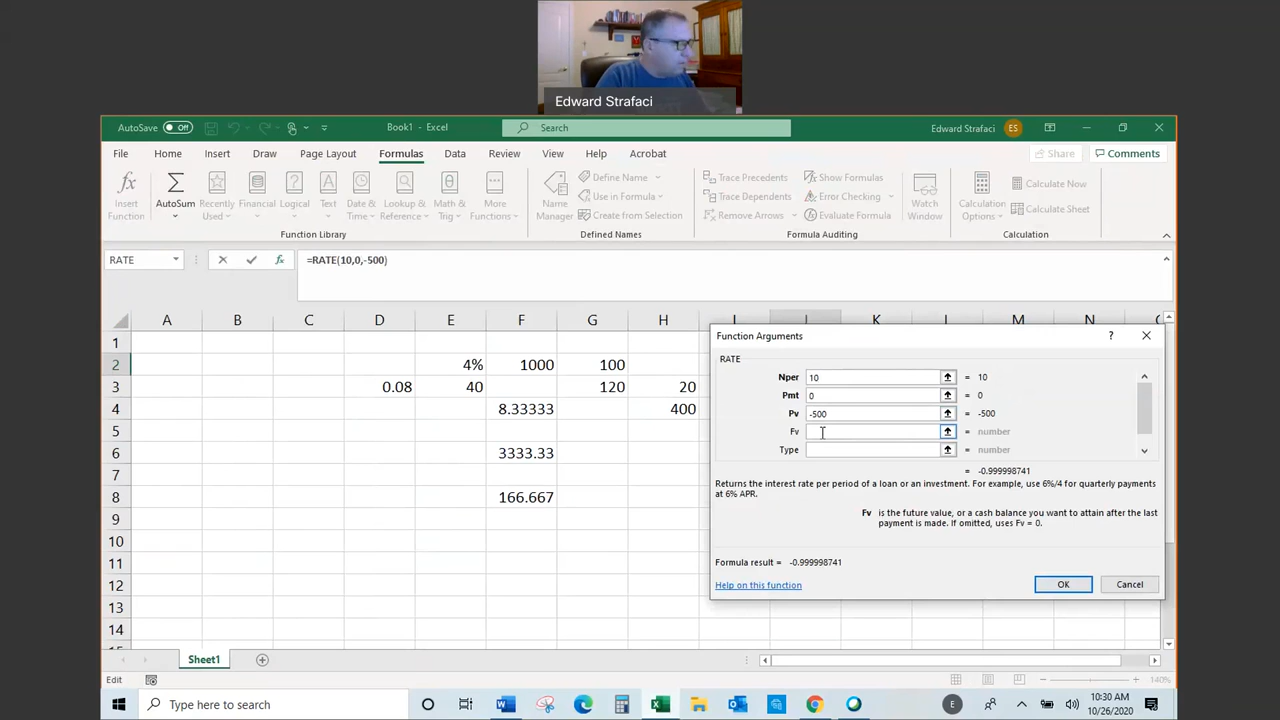 Edward Strafaci
AutoSave Off
Book1 - Excel
Search
Edward Strafaci ES
File Home Insert Draw Page Layout Formulas Data Review View Help Acrobat
Share Comments
Insert Function
AutoSum
Recently Used
Financial
Logical
Text
Date & Time
Lookup & Reference
Math & Trig
More Functions
Function Library
Name Manager
Define Name
Use in Formula
Create from Selection
Defined Names
Trace Precedents
Trace Dependents
Remove Arrows
Show Formulas
Error Checking
Evaluate Formula
Formula Auditing
Watch Window
Calculation Options
Calculate Now
Calculate Sheet
Calculation
RATE
fx
=RATE(10,0,-500)
A B C D E F G H I J K L M N
1
2 4% 1000 100
3 0.08 40 120 20
4 8.33333 400
5
6 3333.33
7
8 166.667
9
10
11
12
13
14
Function Arguments
?
RATE
Nper 10 = 10
Pmt 0 = 0
Pv -500 = -500
Fv = number
Type = number
= -0.999998741
Returns the interest rate per period of a loan or an investment. For example, use 6%/4 for quarterly payments
at 6% APR.
Fv is the future value, or a cash balance you want to attain after the last
payment is made. If omitted, uses Fv = 0.
Formula result = -0.999998741
Help on this function
OK
Cancel
Sheet1
Edit
140%
Type here to search
E
10:30 AM
10/26/2020